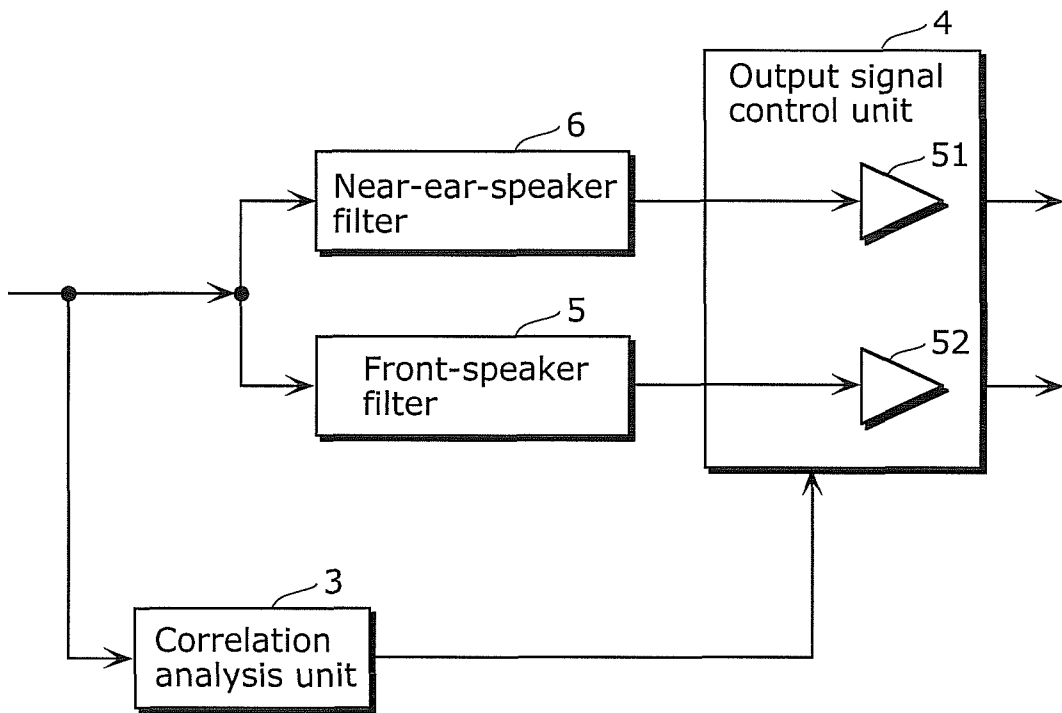 4
Output signal
control unit
6
51
Near-ear-speaker
filter
5
52
Front-speaker
filter
3
Correlation
analysis unit